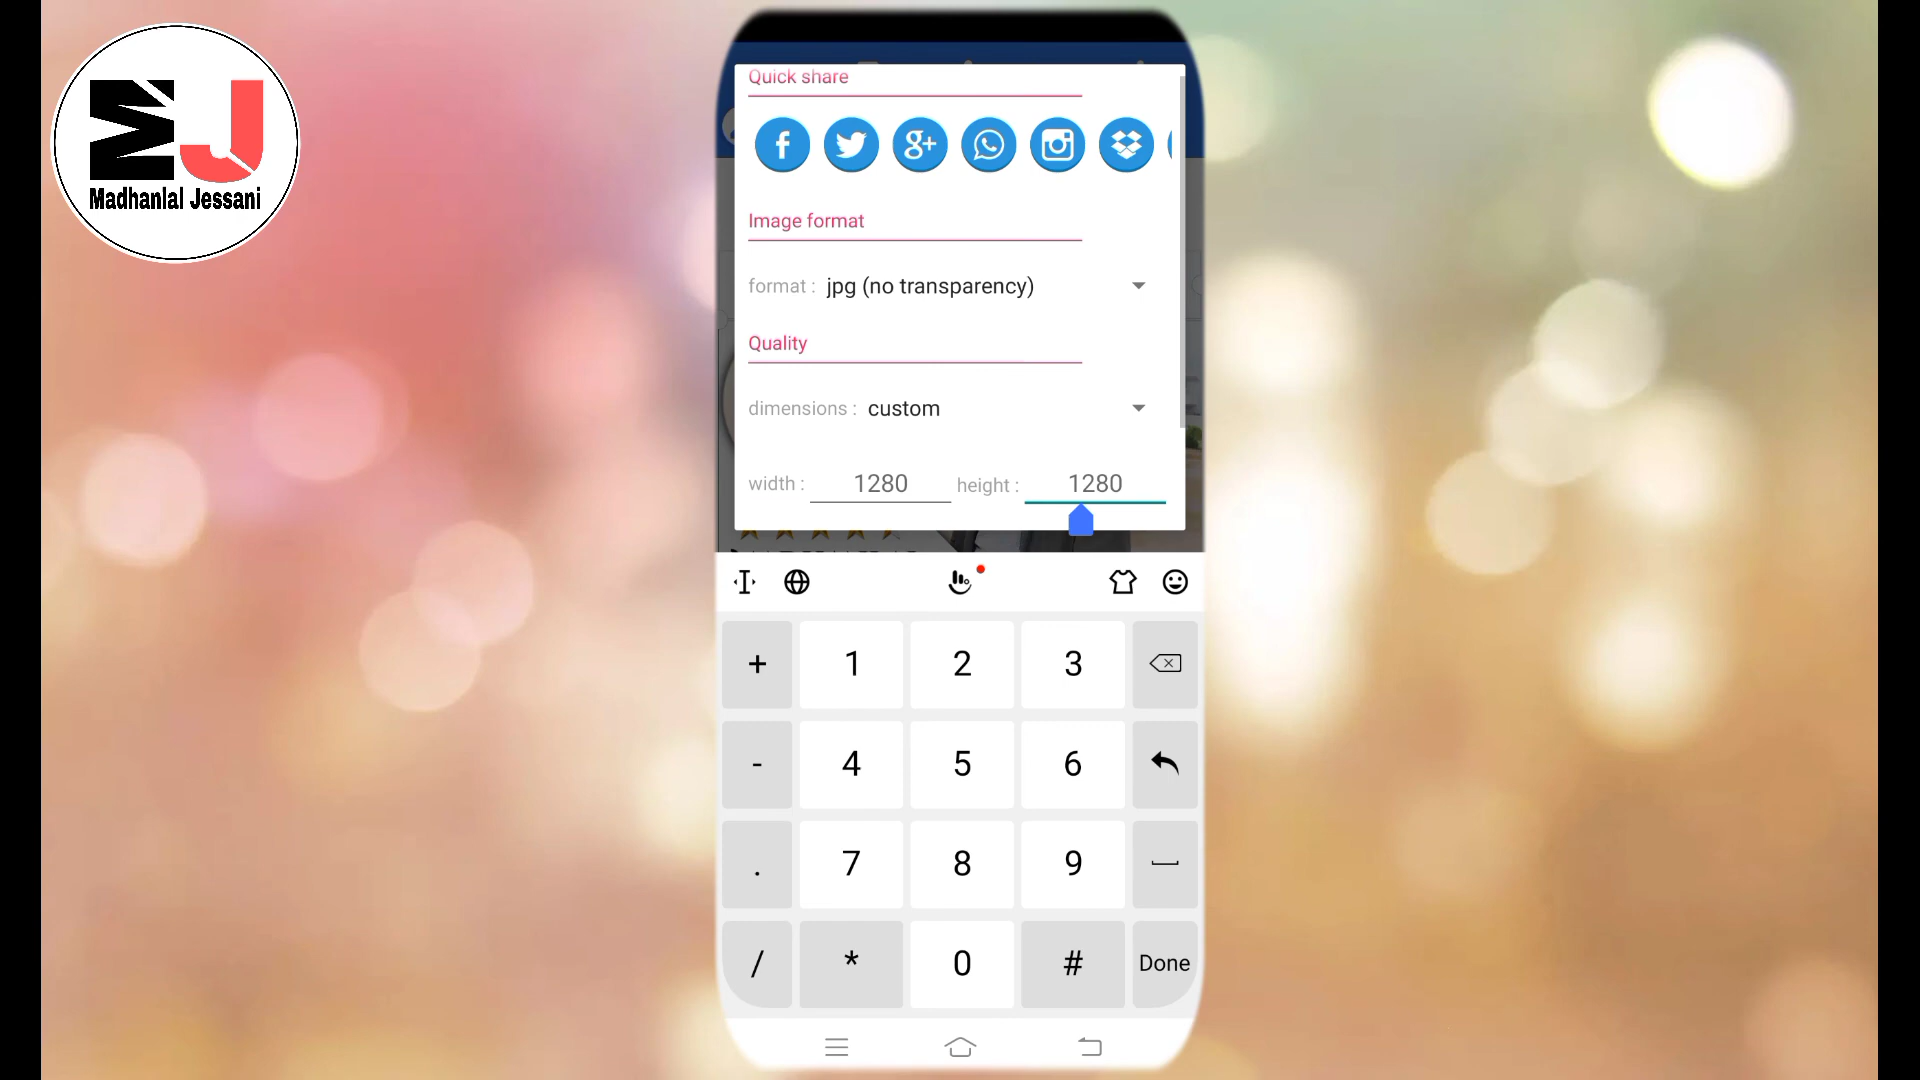 MJ
Madhanlal Jessani
Quick share
f g+
Image format
format : jpg (no transparency)
Quality
dimensions : custom
width : 1280 height : 1280
+ 1 2 3
- 4 5 6
. 7 8 9
/ * 0 # Done